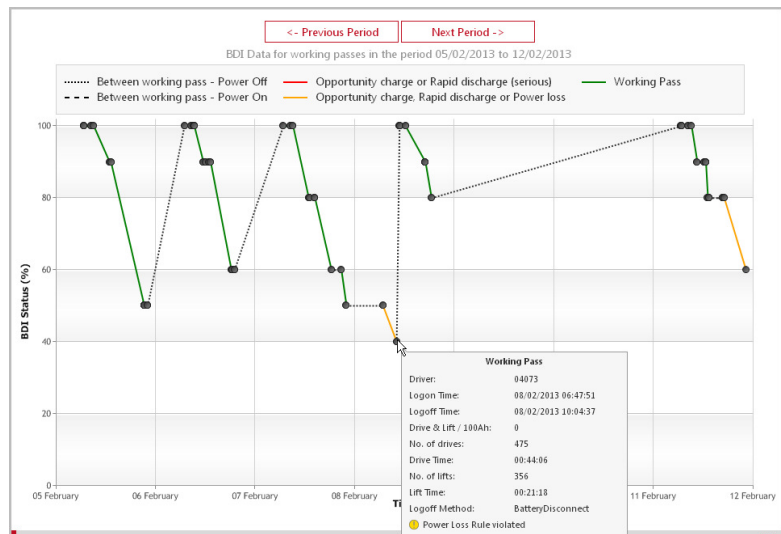 <- Previous Period
Next Period ->
BDI Data for working passes in the period 05/02/2013 to 12/02/2013
Between working pass - Power Off
Opportunity charge or Rapid discharge (serious)
Working Pass
Between working pass - Power On
Opportunity charge, Rapid discharge or Power loss
BDI Status (%)
100
80
60
40
20
0
05 February
06 February
07 February
08 February
11 February
12 February
Working Pass
Driver: 04073
Logon Time: 08/02/2013 06:47:51
Logoff Time: 08/02/2013 10:04:37
Drive & Lift / 100Ah: 0
No. of drives: 475
Drive Time: 00:44:06
No. of lifts: 356
Lift Time: 00:21:18
Logoff Method: BatteryDisconnect
Power Loss Rule violated